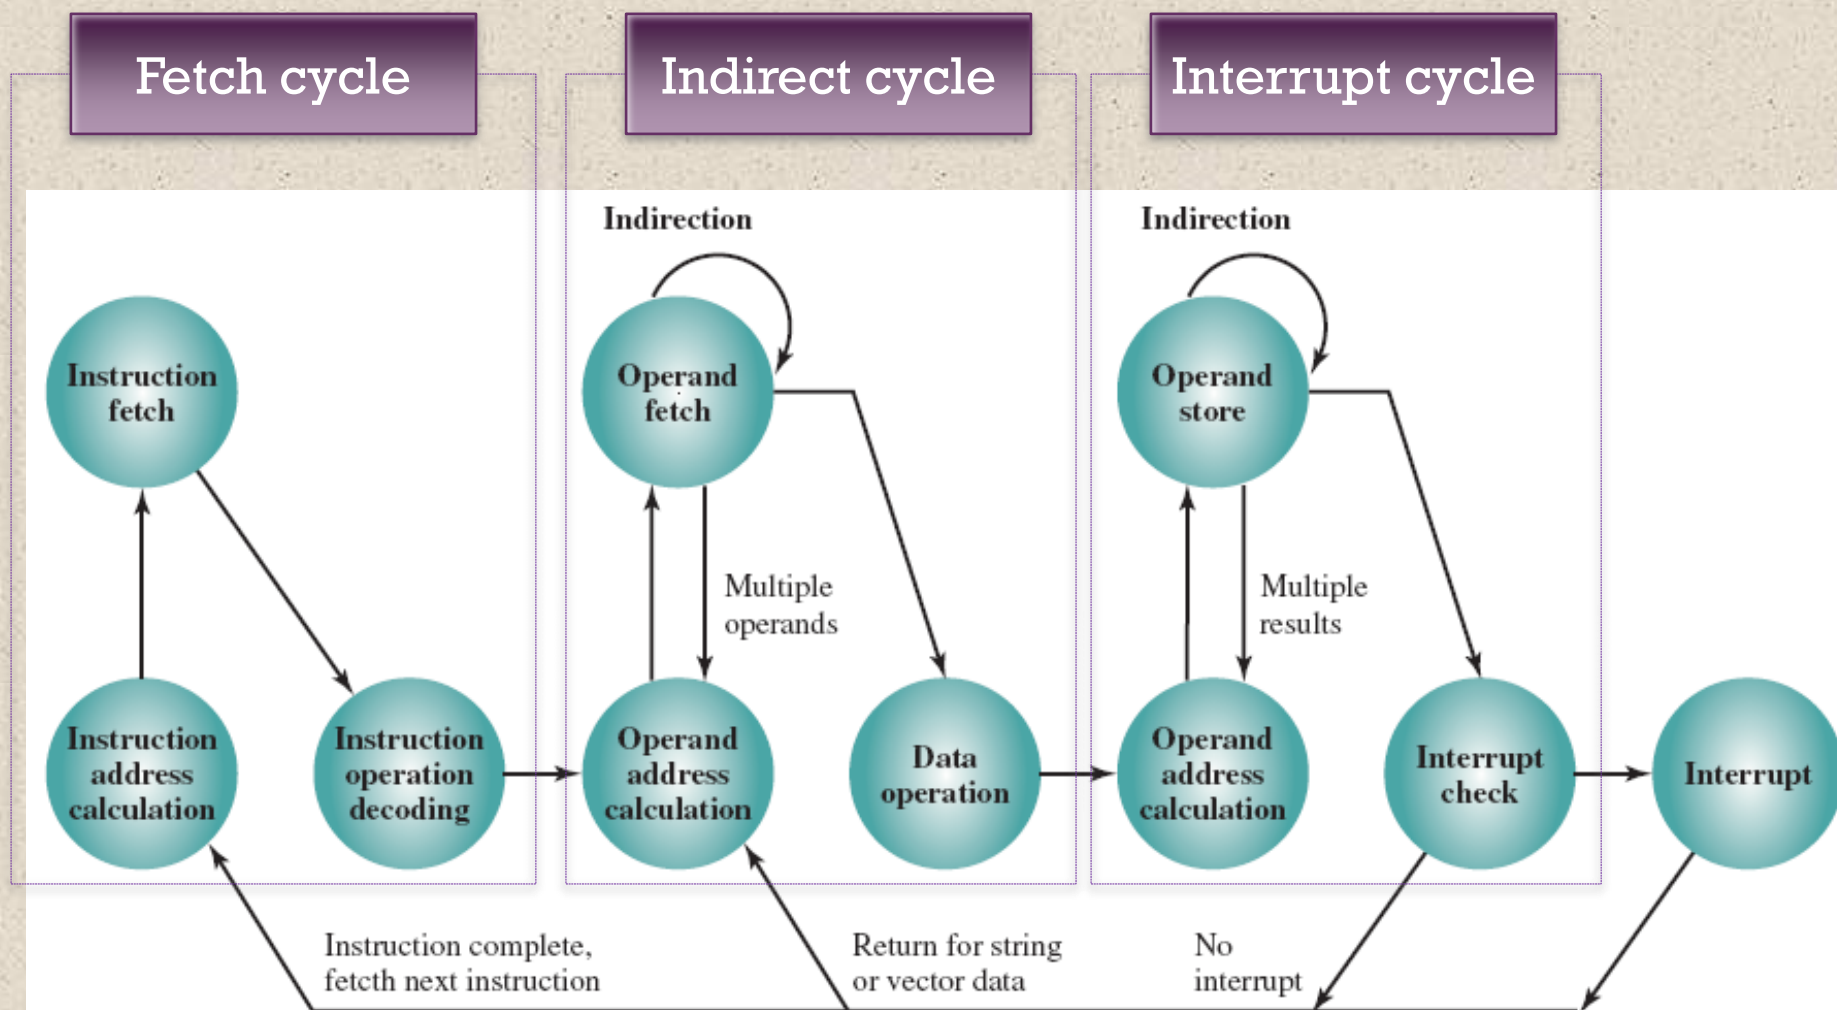 Fetch cycle
Indirect cycle
Interrupt cycle
Indirection
Indirection
Instruction
fetch
Operand
fetch
Operand
store
Multiple
operands
Multiple
results
Instruction
address
calculation
Instruction
operation
decoding
Operand
address
calculation
Data
operation
Operand
address
calculation
Interrupt
check
Interrupt
Instruction complete,
fetcth next instruction
Return for string
or vector data
No
interrupt